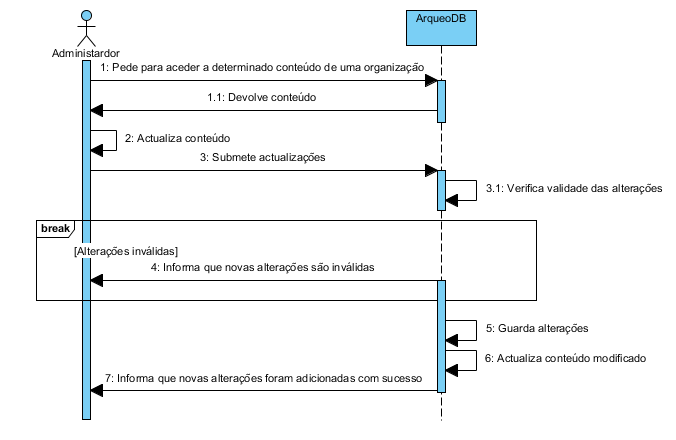 ArqueoDB
Administardor
1: Pede para aceder a determinado conteúdo de uma organização
1.1: Devolve conteúdo
2: Actualiza conteúdo
3: Submete actualizações
3.1: Verifica validade das alterações
break
[Alterações inválidas]
4: Informa que novas alterações são inválidas
5: Guarda alterações
6: Actualiza conteúdo modificado
7: Informa que novas alterações foram adicionadas com sucesso